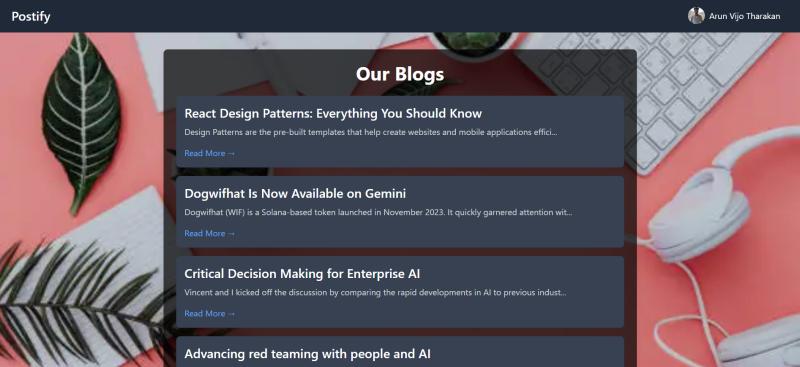 Postify
Arun Vijo Tharakan
Our Blogs
React Design Patterns: Everything You Should Know
Design Patterns are the pre-built templates that help create websites and mobile applications effici...
Read More →
Dogwifhat Is Now Available on Gemini
Dogwifhat (WIF) is a Solana-based token launched in November 2023. It quickly garnered attention wit...
Read More →
Critical Decision Making for Enterprise AI
Vincent and I kicked off the discussion by comparing the rapid developments in AI to previous indust...
Read More →
Advancing red teaming with people and AI